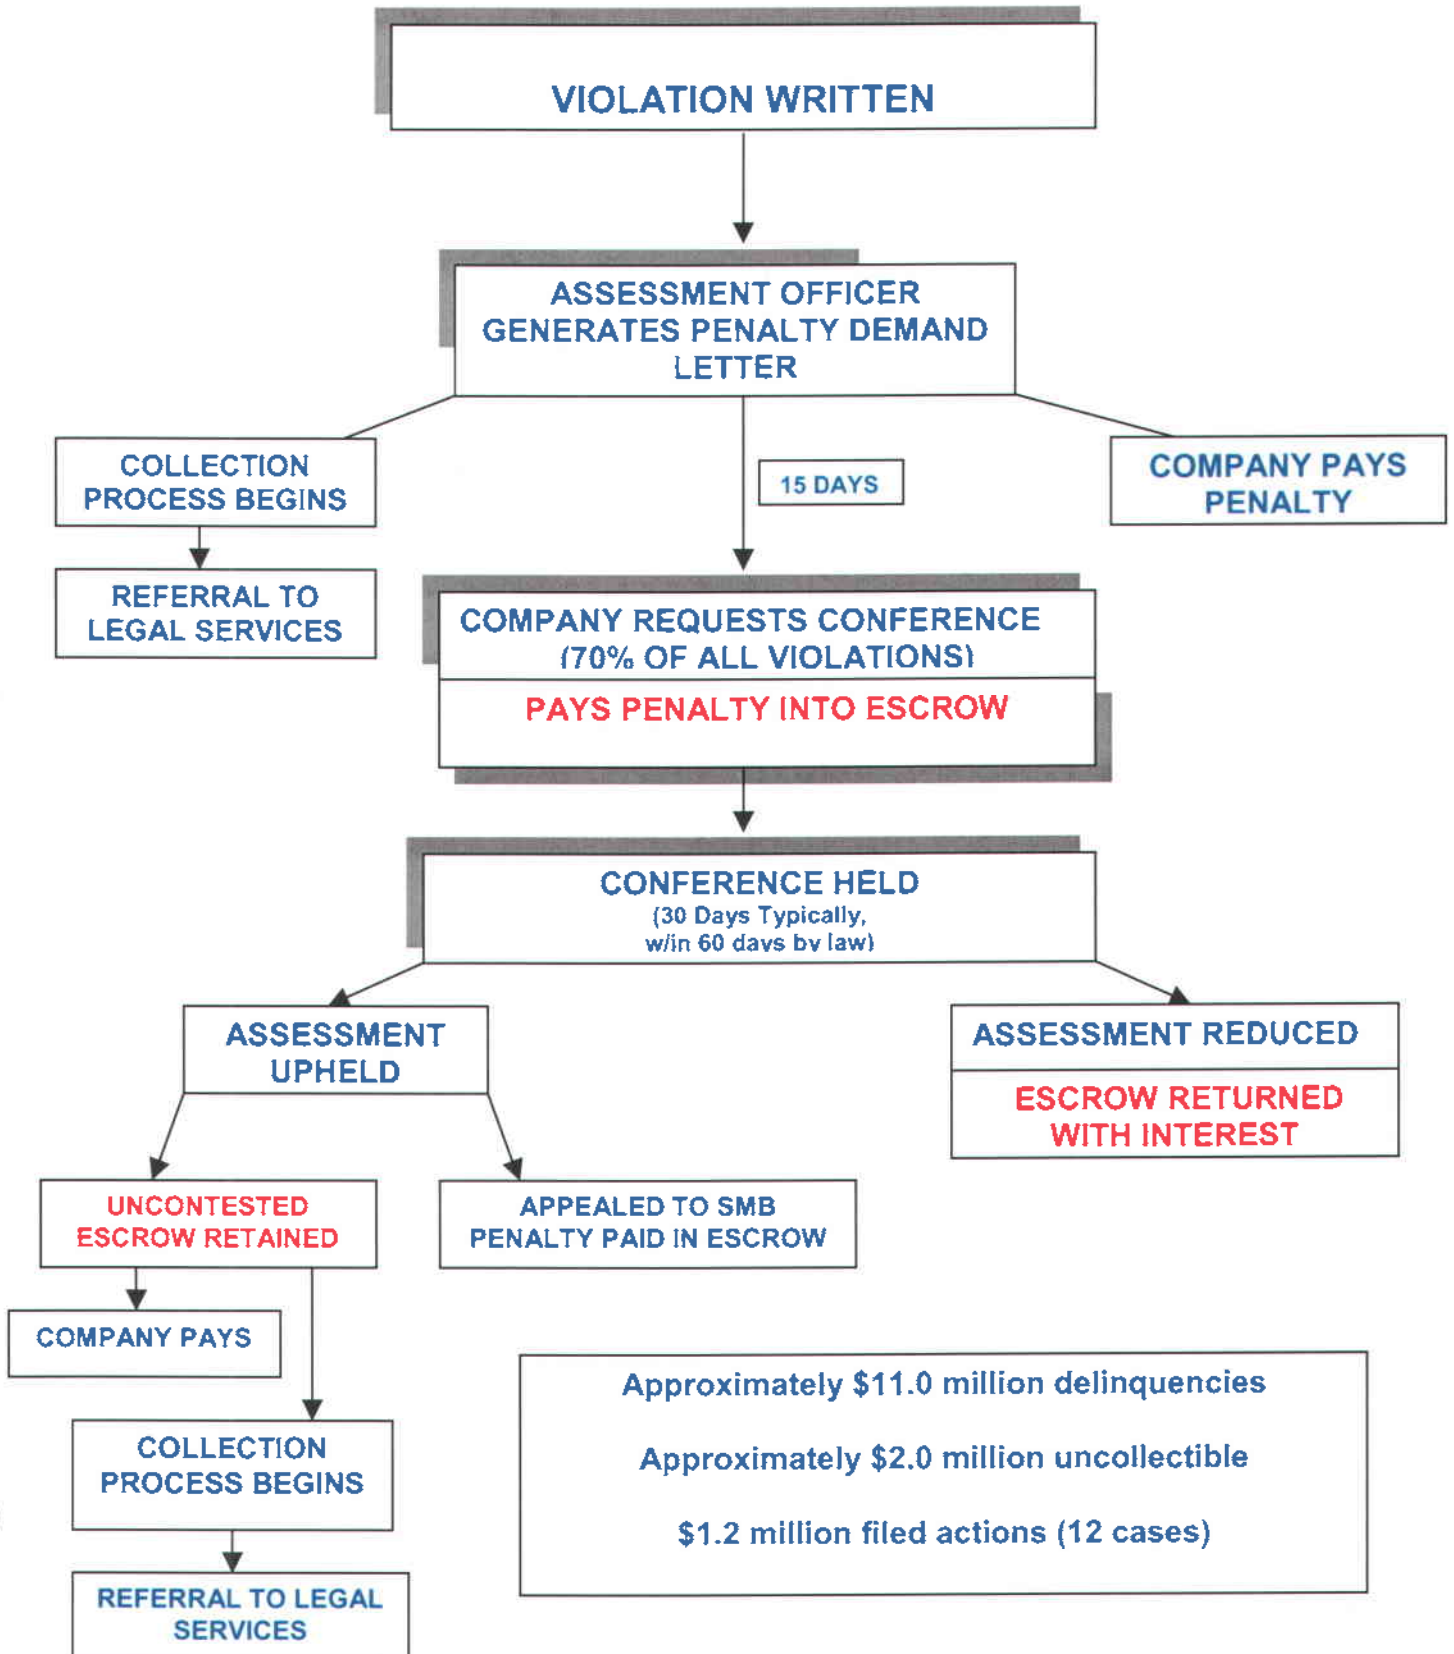 VIOLATION WRITTEN
ASSESSMENT OFFICER
GENERATES PENALTY DEMAND
LETTER
COLLECTION
PROCESS BEGINS
15 DAYS
COMPANY PAYS
PENALTY
REFERRAL TO
LEGAL SERVICES
COMPANY REQUESTS CONFERENCE
(70% OF ALL VIOLATIONS)
PAYS PENALTY INTO ESCROW
CONFERENCE HELD
(30 Days Typically,
w/in 60 days by law)
ASSESSMENT
UPHELD
ASSESSMENT REDUCED
ESCROW RETURNED
WITH INTEREST
UNCONTESTED
ESCROW RETAINED
APPEALED TO SMB
PENALTY PAID IN ESCROW
COMPANY PAYS
COLLECTION
PROCESS BEGINS
REFERRAL TO LEGAL
SERVICES
Approximately $11.0 million delinquencies
Approximately $2.0 million uncollectible
$1.2 million filed actions (12 cases)